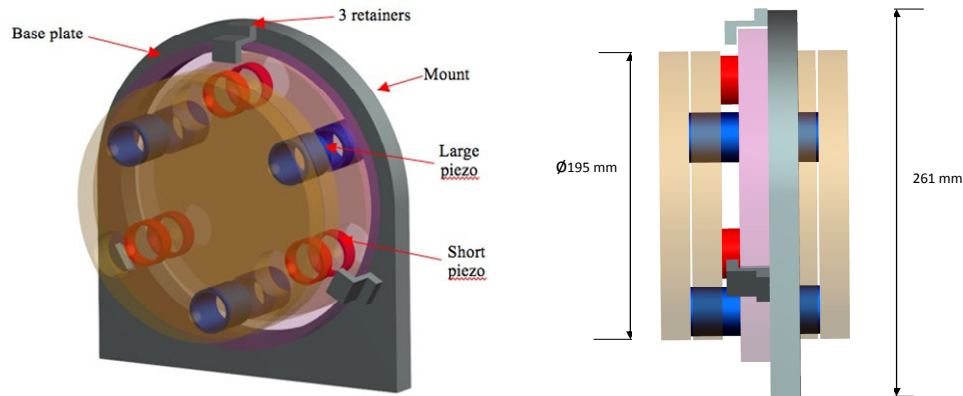 3 retainers
Base plate
Mount
Large
piezo
Short
piezo
Ø195 mm
261 mm